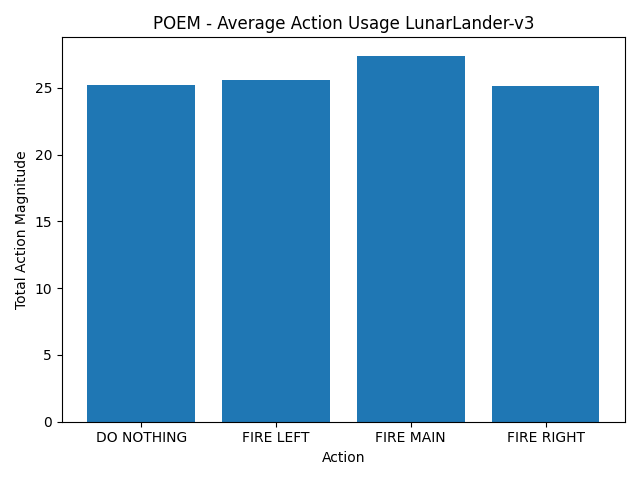 POEM - Average Action Usage LunarLander-v3
Total Action Magnitude
25
20
15
10
5
0
DO NOTHING FIRE LEFT FIRE MAIN FIRE RIGHT
Action